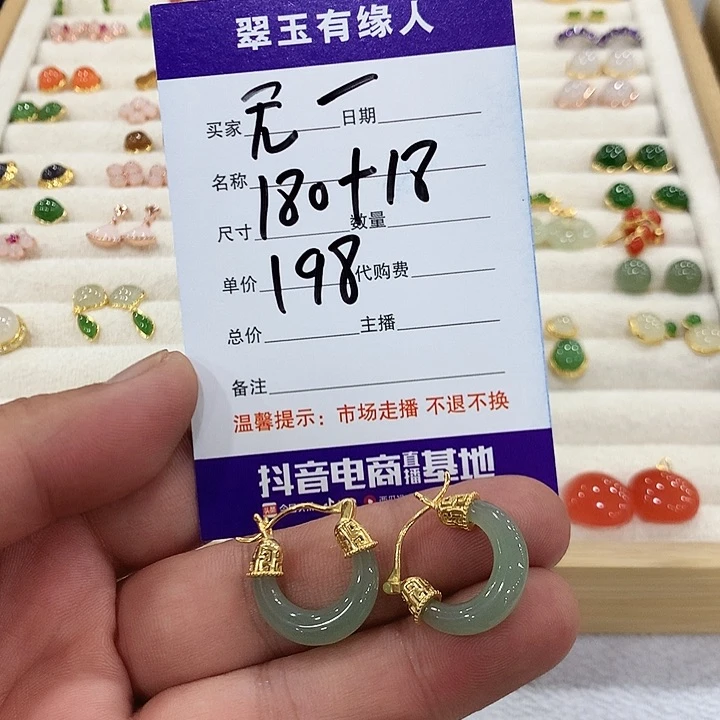 翠玉有缘人
买家 无一 日期
名称
180+18
尺寸 数量
单价 198 代购费
总价 主播
备注
温馨提示：市场走播 不退不换
抖音电商直播基地